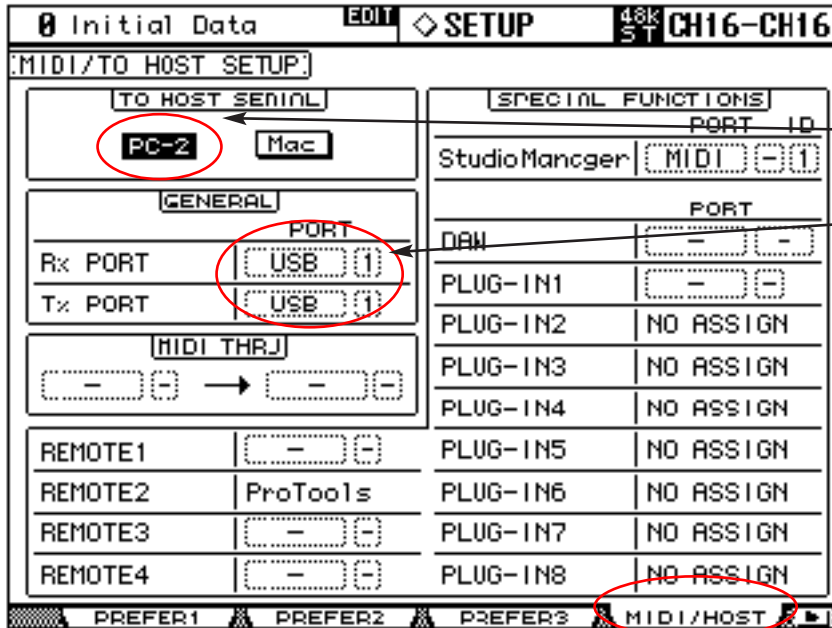 0 Initial Data EDIT ◇ SETUP 48k ST CH16-CH16
MIDI/TO HOST SETUP
TO HOST SERIAL
PC-2 Mac
GENERAL
PORT
Rx PORT USB 1
Tx PORT USB 1
MIDI THRU
- - → - -
REMOTE1 - -
REMOTE2 ProTools
REMOTE3 - -
REMOTE4 - -
SPECIAL FUNCTIONS
PORT ID
StudioManager MIDI - 1
PORT
DAW - -
PLUG-IN1 - -
PLUG-IN2 NO ASSIGN
PLUG-IN3 NO ASSIGN
PLUG-IN4 NO ASSIGN
PLUG-IN5 NO ASSIGN
PLUG-IN6 NO ASSIGN
PLUG-IN7 NO ASSIGN
PLUG-IN8 NO ASSIGN
PREFER1 PREFER2 PREFER3 MIDI/HOST